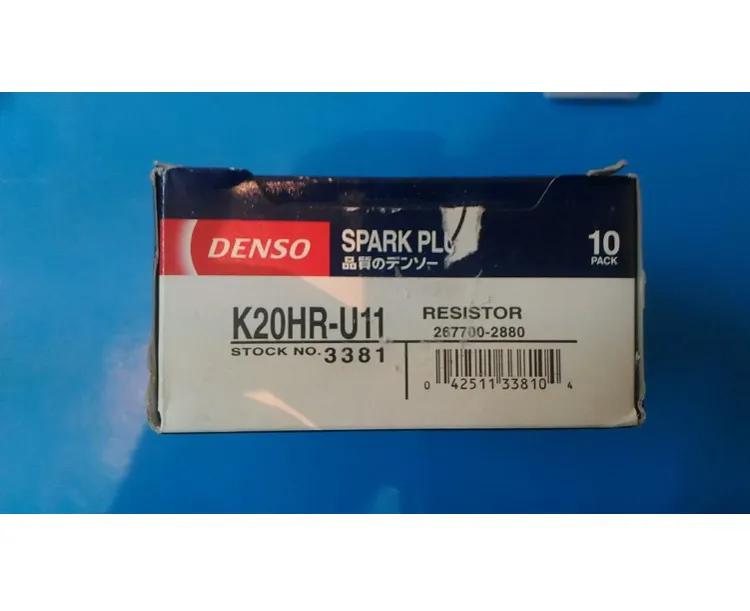 DENSO
SPARK PLU
品質のデンソー
10
PACK
K20HR-U11
STOCK NO. 3381
RESISTOR
267700-2880
0 42511 33810 4